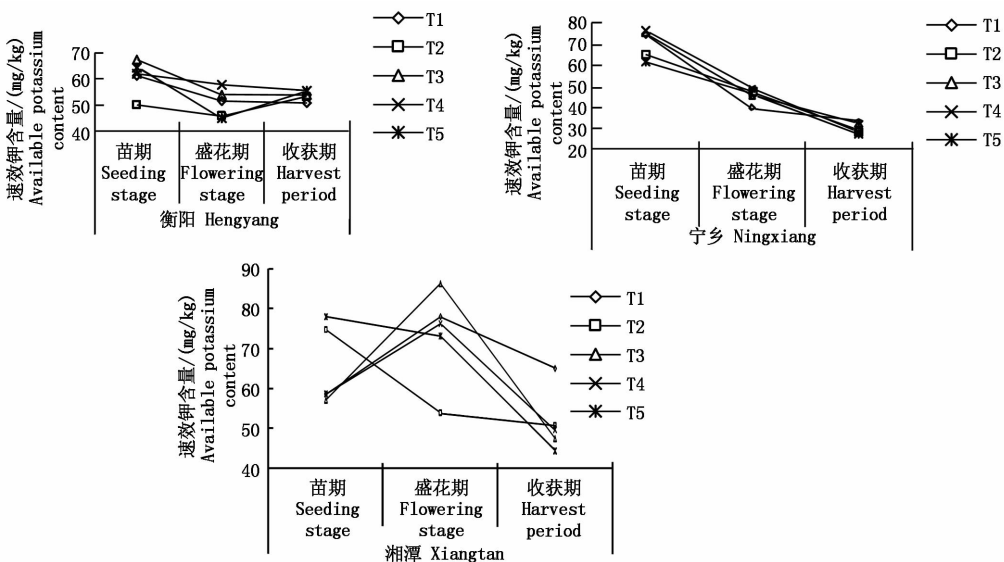 速效钾含量/(mg/kg)
Available potassium
content
70
60
50
40
苗期
Seeding
stage
盛花期
Flowering
stage
收获期
Harvest
period
衡阳 Hengyang
T1
T2
T3
T4
T5
速效钾含量/(mg/kg)
Available potassium
content
80
70
60
50
40
30
20
苗期
Seeding
stage
盛花期
Flowering
stage
收获期
Harvest
period
宁乡 Ningxiang
T1
T2
T3
T4
T5
速效钾含量/(mg/kg)
Available potassium
content
90
80
70
60
50
40
苗期
Seeding
stage
盛花期
Flowering
stage
收获期
Harvest
period
湘潭 Xiangtan
T1
T2
T3
T4
T5